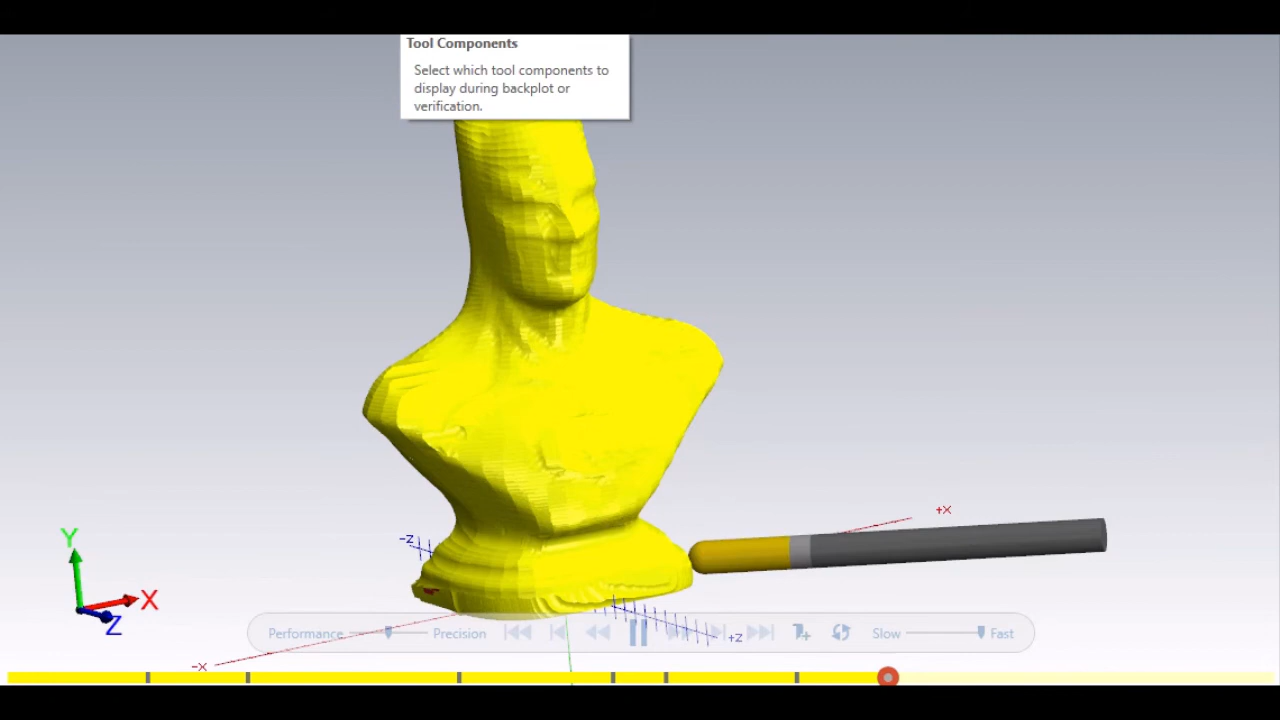 Tool Components
Select which tool components to
display during backplot or
verification.
+X
-Z
Y
X
Z
+Z
Performance Precision Slow Fast
-X